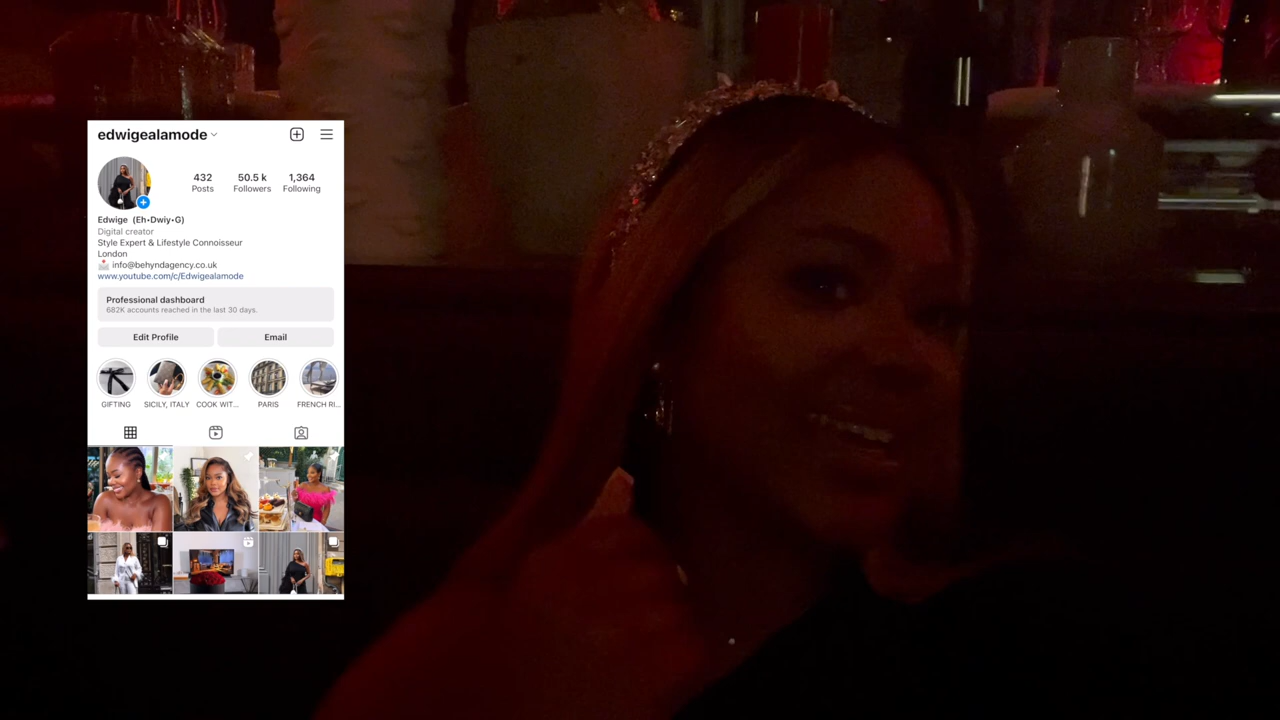 edwigealamode
432 50.5 k 1,364
Posts Followers Following
Edwige (Eh•Dwiy•G)
Digital creator
Style Expert & Lifestyle Connoisseur
London
info@behyndagency.co.uk
www.youtube.com/c/Edwigealamode
Professional dashboard
682K accounts reached in the last 30 days.
Edit Profile Email
GIFTING SICILY, ITALY COOK WIT... PARIS FRENCH RI...